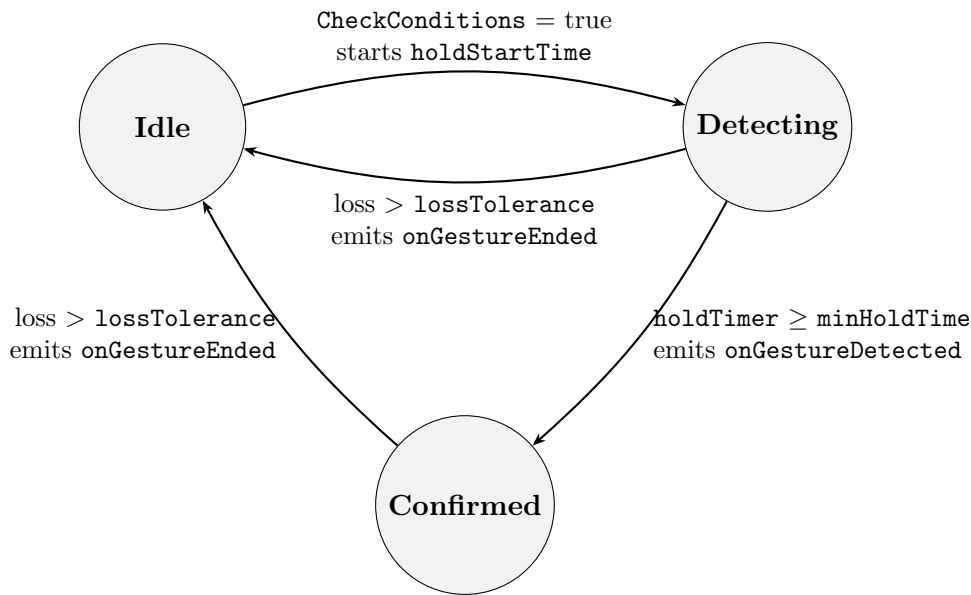 CheckConditions = true
starts holdStartTime
Idle
Detecting
loss > lossTolerance
emits onGestureEnded
loss > lossTolerance
emits onGestureEnded
holdTimer ≥ minHoldTime
emits onGestureDetected
Confirmed